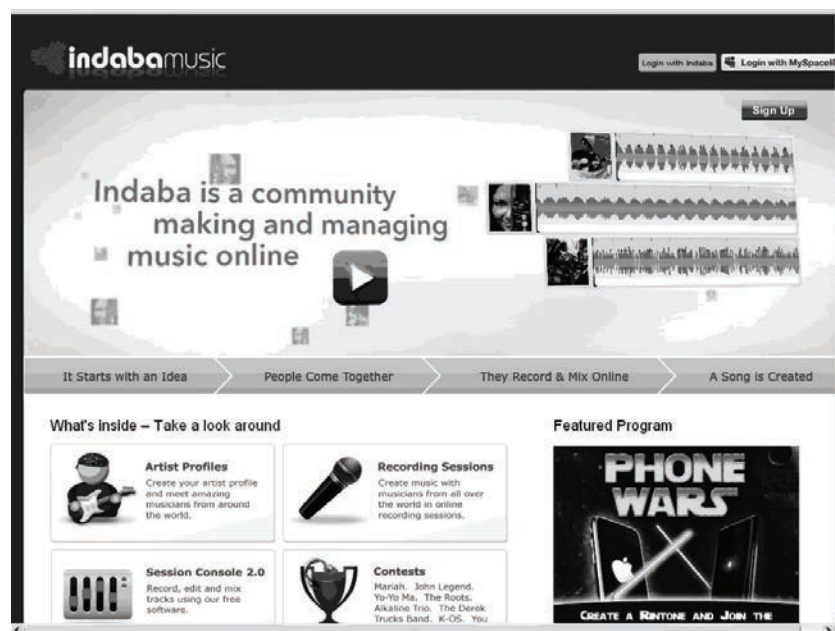 indabamusic
Login with Indaba
Login with MySpaceI
Sign Up
Indaba is a community
making and managing
music online
It Starts with an Idea
People Come Together
They Record & Mix Online
A Song is Created
What's inside – Take a look around
Artist Profiles
Create your artist profile
and meet amazing
musicians from around
the world.
Recording Sessions
Create music with
musicians from all over
the world in online
recording sessions.
Session Console 2.0
Record, edit and mix
tracks using our free
software.
Contests
Mariah. John Legend.
Yo-Yo Ma. The Roots.
Alkaline Trio. The Derek
Trucks Band. K-OS. You
Featured Program
PHONE
WARS
CREATE A RINTONE AND JOIN THE